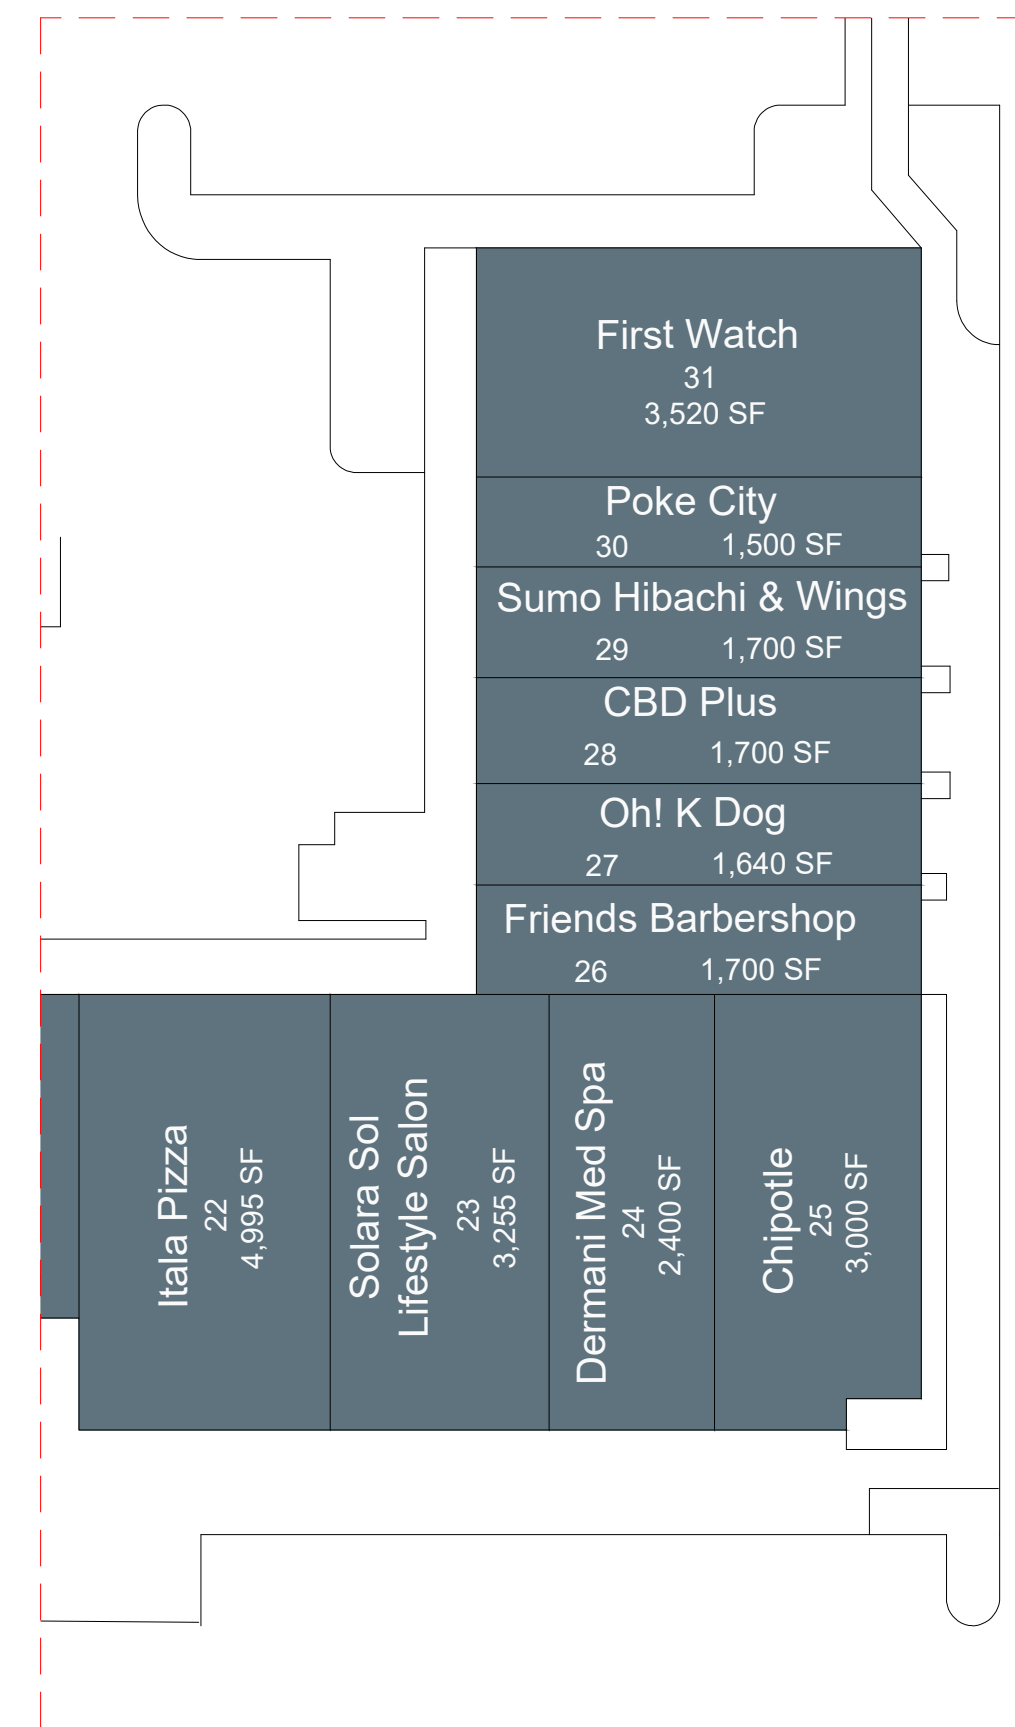 First Watch
31
3,520 SF
Poke City
30 1,500 SF
Sumo Hibachi & Wings
29 1,700 SF
CBD Plus
28 1,700 SF
Oh! K Dog
27 1,640 SF
Friends Barbershop
26 1,700 SF
Itala Pizza
22
4,995 SF
Solara Sol
Lifestyle Salon
23
3,255 SF
Dermani Med Spa
24
2,400 SF
Chipotle
25
3,000 SF